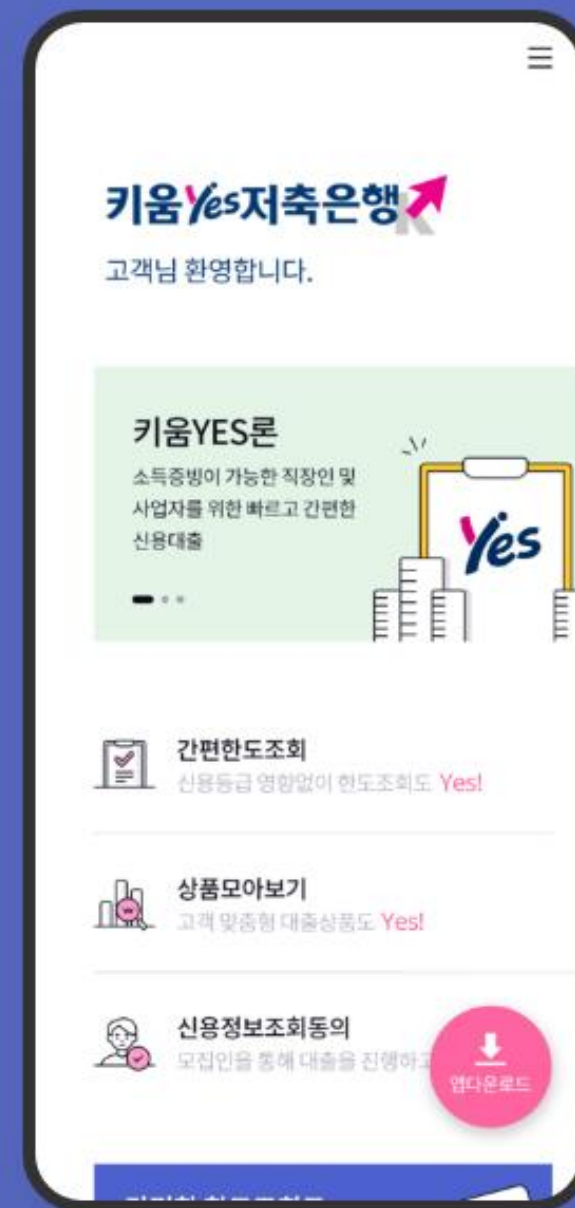 키움Yes저축은행
고객님 환영합니다.
키움YES론
소득증빙이 가능한 직장인 및
사업자를 위한 빠르고 간편한
신용대출
Yes
간편한도조회
신용등급 영향없이 한도조회도 Yes!
상품모아보기
고객 맞춤형 대출상품도 Yes!
신용정보조회동의
모집인을 통해 대출을 진행하고
앱다운로드